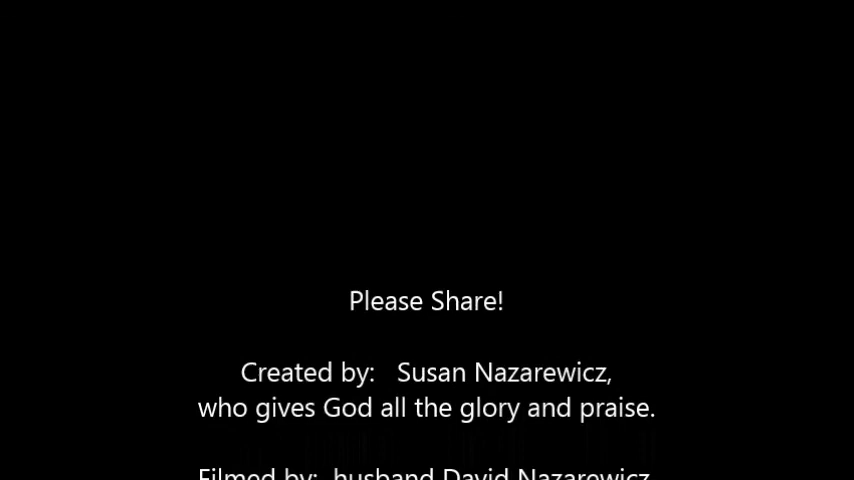 Please Share!
Created by: Susan Nazarewicz,
who gives God all the glory and praise.
Filmed by: husband David Nazarewicz